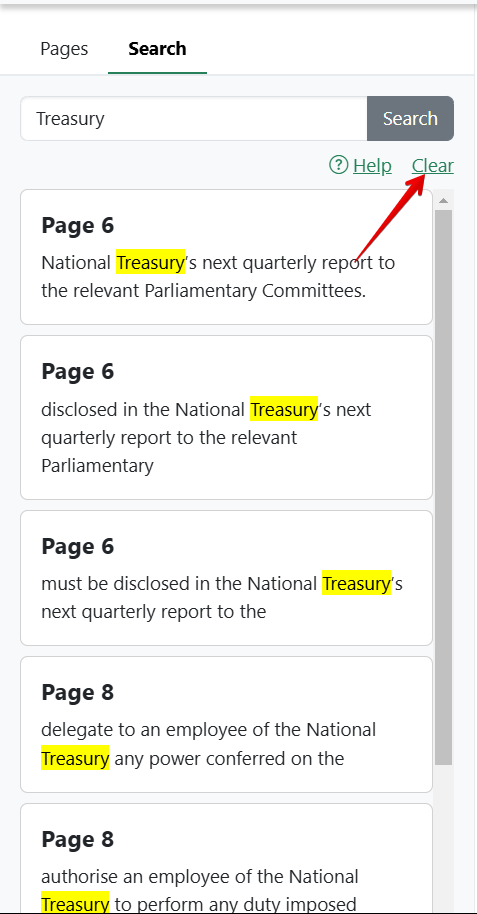 Pages Search
Treasury Search
Help Clear
Page 6
National Treasury's next quarterly report to
the relevant Parliamentary Committees.
Page 6
disclosed in the National Treasury's next
quarterly report to the relevant
Parliamentary
Page 6
must be disclosed in the National Treasury's
next quarterly report to the
Page 8
delegate to an employee of the National
Treasury any power conferred on the
Page 8
authorise an employee of the National
Treasury to perform any duty imposed